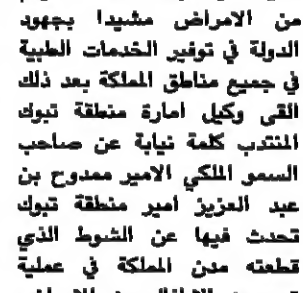 من الامراض مشيدا بجهود
الدولة في توفير الخدمات الطبية
في جميع مناطق المملكة بعد ذلك
القى وكيل امارة منطقة تبوك
المنتدب كلمة نيابة عن صاحب
السمو الملكي الامير ممدوح بن
عبد العزيز امير منطقة تبوك
تحدث فيها عن الشوط الذي
قطعته مدن المملكة في عملية